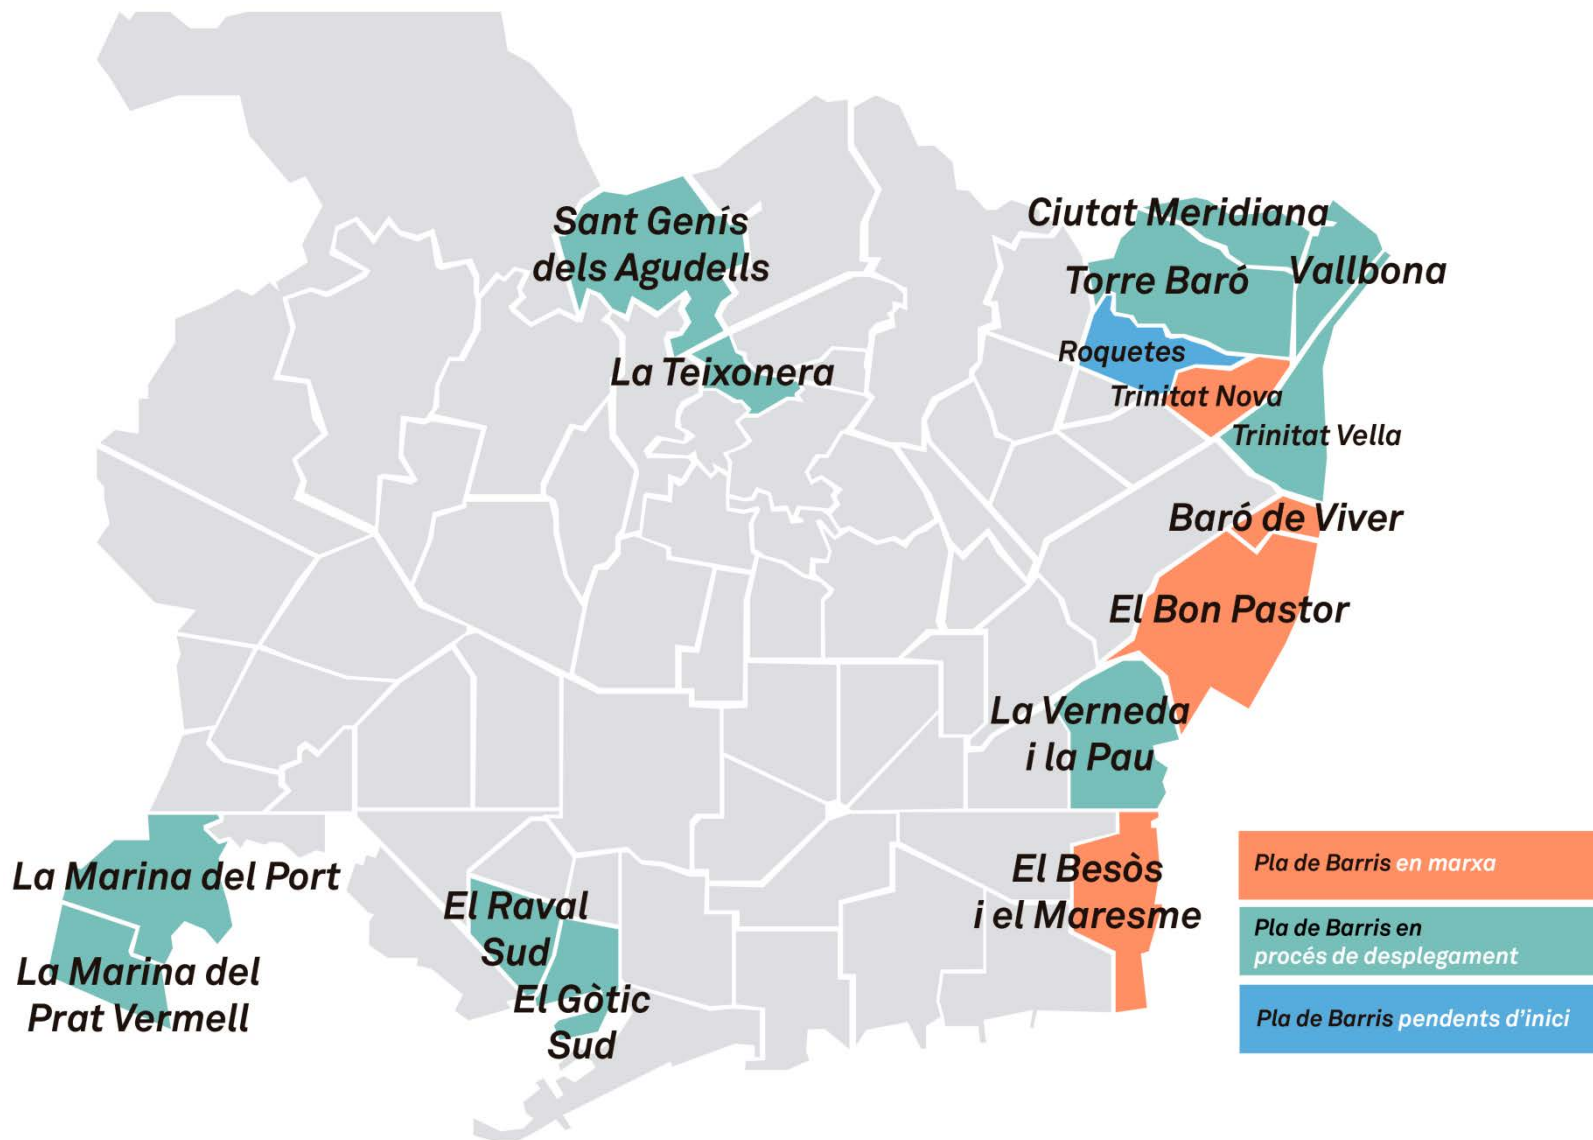 Sant Genís
dels Agudells
La Teixonera
Ciutat Meridiana
Torre Baró
Vallbona
Roquetes
Trinitat Nova
Trinitat Vella
Baró de Viver
El Bon Pastor
La Verneda
i la Pau
El Besòs
i el Maresme
La Marina del Port
La Marina del
Prat Vermell
El Raval
Sud
El Gòtic
Sud
Pla de Barris en marxa
Pla de Barris en
procés de desplegament
Pla de Barris pendents d'inici